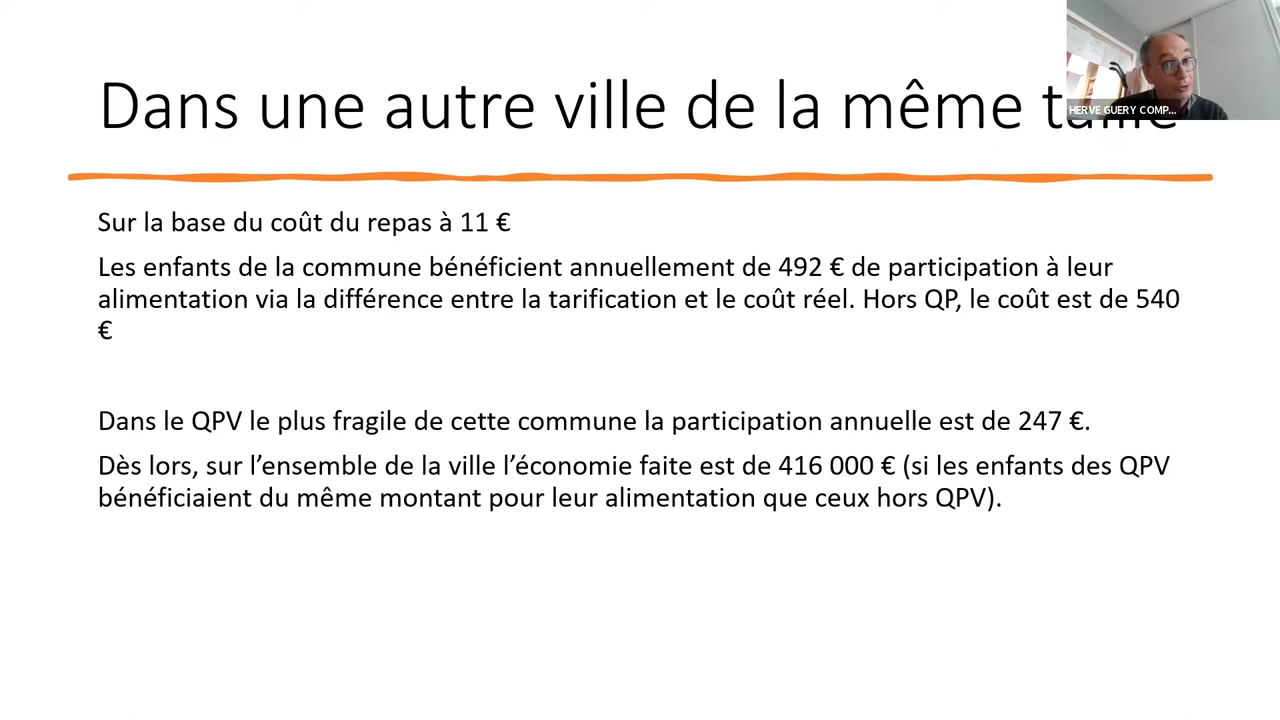 Dans une autre ville de la même taille
HERVE GUERY COMP...
Sur la base du coût du repas à 11 €
Les enfants de la commune bénéficient annuellement de 492 € de participation à leur
alimentation via la différence entre la tarification et le coût réel. Hors QP, le coût est de 540
€
Dans le QPV le plus fragile de cette commune la participation annuelle est de 247 €.
Dès lors, sur l’ensemble de la ville l’économie faite est de 416 000 € (si les enfants des QPV
bénéficiaient du même montant pour leur alimentation que ceux hors QPV).